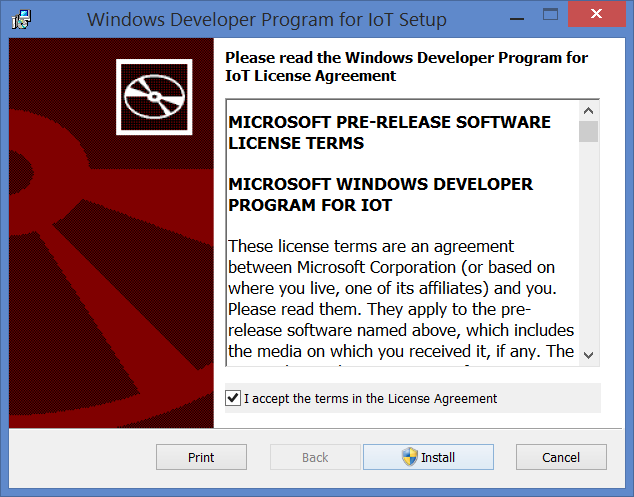 Windows Developer Program for IoT Setup
Please read the Windows Developer Program for
IoT License Agreement
MICROSOFT PRE-RELEASE SOFTWARE
LICENSE TERMS
MICROSOFT WINDOWS DEVELOPER
PROGRAM FOR IOT
These license terms are an agreement
between Microsoft Corporation (or based on
where you live, one of its affiliates) and you.
Please read them. They apply to the pre-
release software named above, which includes
the media on which you received it, if any. The
I accept the terms in the License Agreement
Print
Back
Install
Cancel